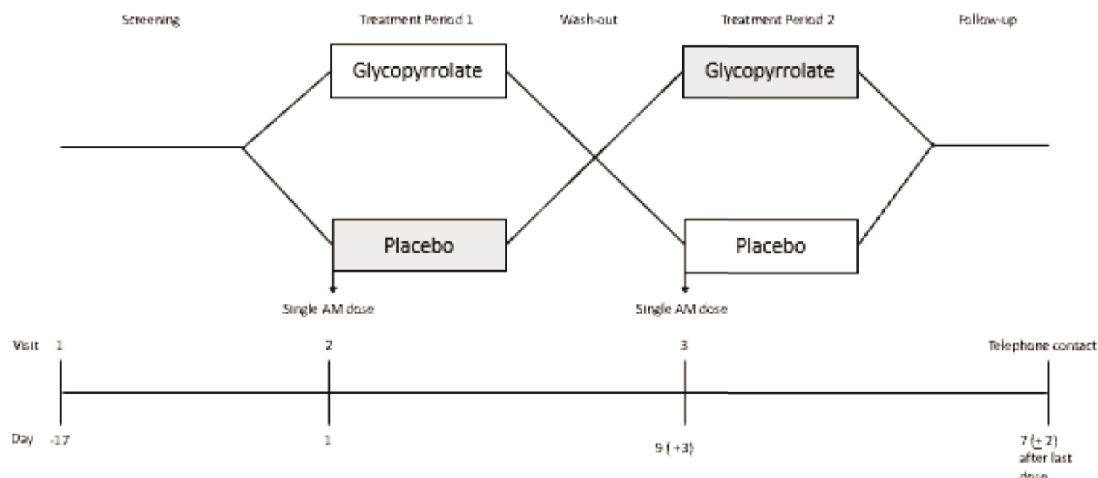 Screening Treatment Period 1 Wash-out Treatment Period 2 Follow-up
Glycopyrrolate Glycopyrrolate
Placebo Placebo
Single AM dose Single AM dose
Visit 1 2 3 Telephone contact
Day -17 1 9 (+3) 7 (± 2)
after last
dose